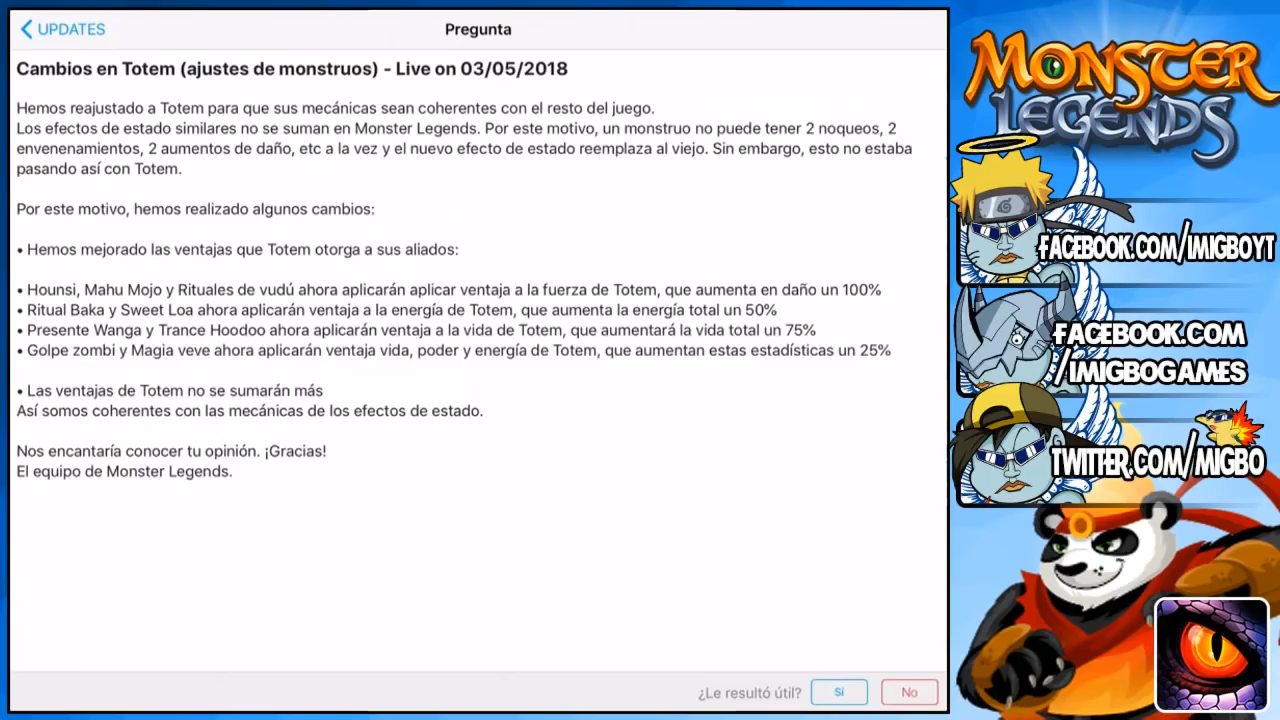 UPDATES
Pregunta
Cambios en Totem (ajustes de monstruos) - Live on 03/05/2018
Hemos reajustado a Totem para que sus mecánicas sean coherentes con el resto del juego.
Los efectos de estado similares no se suman en Monster Legends. Por este motivo, un monstruo no puede tener 2 noqueos, 2
envenenamientos, 2 aumentos de daño, etc a la vez y el nuevo efecto de estado reemplaza al viejo. Sin embargo, esto no estaba
pasando así con Totem.
Por este motivo, hemos realizado algunos cambios:
• Hemos mejorado las ventajas que Totem otorga a sus aliados:
• Hounsi, Mahu Mojo y Rituales de vudú ahora aplicarán aplicar ventaja a la fuerza de Totem, que aumenta en daño un 100%
• Ritual Baka y Sweet Loa ahora aplicarán ventaja a la energía de Totem, que aumenta la energía total un 50%
• Presente Wanga y Trance Hoodoo ahora aplicarán ventaja a la vida de Totem, que aumentará la vida total un 75%
• Golpe zombi y Magia veve ahora aplicarán ventaja vida, poder y energía de Totem, que aumentan estas estadísticas un 25%
• Las ventajas de Totem no se sumarán más
Así somos coherentes con las mecánicas de los efectos de estado.
Nos encantaría conocer tu opinión. ¡Gracias!
El equipo de Monster Legends.
¿Le resultó útil?
Sí
No
MONSTER
LEGENDS
FACEBOOK.COM/IMIGBOYT
FACEBOOK.COM
/IMIGBOGAMES
TWITTER.COM/MIGBO